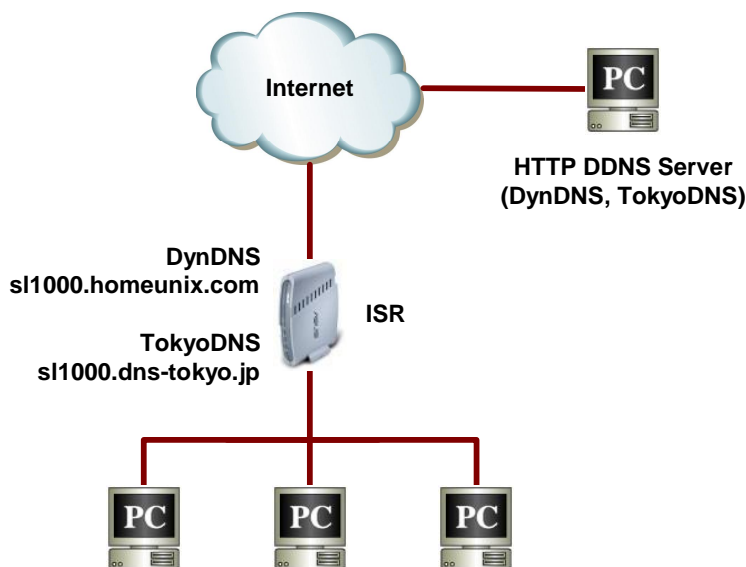 Internet
PC
HTTP DDNS Server
(DynDNS, TokyoDNS)
DynDNS
sl1000.homeunix.com
ISR
TokyoDNS
sl1000.dns-tokyo.jp
ASUS
PC
PC
PC